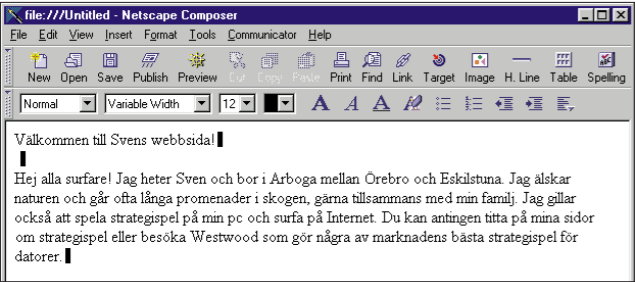 file:///Untitled - Netscape Composer
File Edit View Insert Format Tools Communicator Help
New Open Save Publish Preview Cut Copy Paste Print Find Link Target Image H. Line Table Spelling
Normal Variable Width 12 A A A
Välkommen till Svens webbsida!
Hej alla surfare! Jag heter Sven och bor i Arboga mellan Örebro och Eskilstuna. Jag älskar
naturen och går ofta långa promenader i skogen, gärna tillsammans med min familj. Jag gillar
också att spela strategispel på min pc och surfa på Internet. Du kan antingen titta på mina sidor
om strategispel eller besöka Westwood som gör några av marknadens bästa strategispel för
datorer.